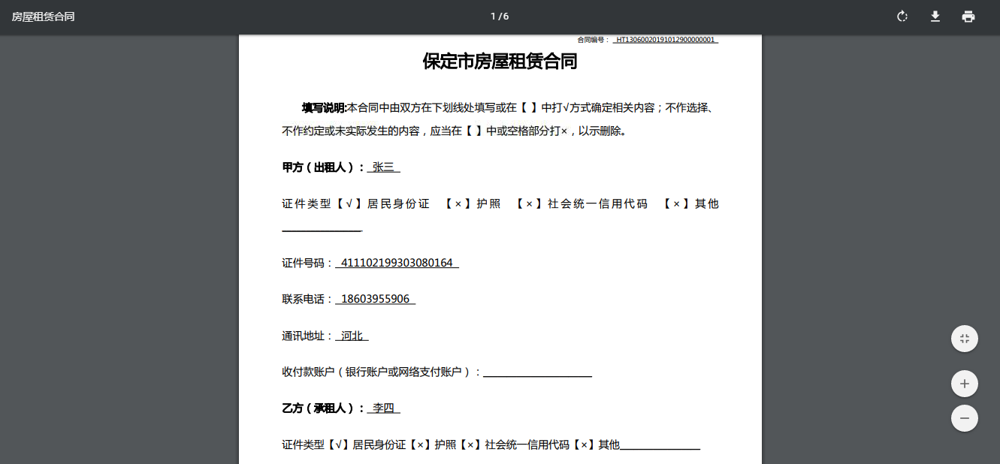 房屋租赁合同
1 / 6
合同编号： HT13060020191012900000001
保定市房屋租赁合同
填写说明:本合同中由双方在下划线处填写或在【 】中打√方式确定相关内容；不作选择、
不作约定或未实际发生的内容，应当在【 】中或空格部分打×，以示删除。
甲方（出租人）： 张三
证件类型【√】居民身份证 【×】护照 【×】社会统一信用代码 【×】其他
证件号码： 411102199303080164
联系电话： 18603955906
通讯地址： 河北
收付款账户（银行账户或网络支付账户）：
乙方（承租人）： 李四
证件类型【√】居民身份证【×】护照【×】社会统一信用代码【×】其他